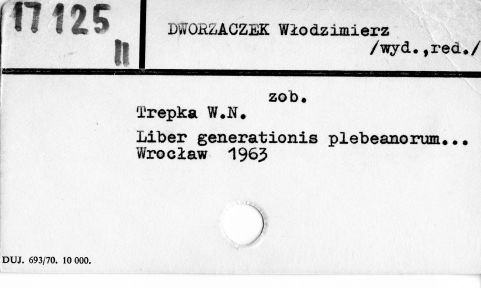 17125
II
DWORZACZEK Włodzimierz
/wyd.,red./
zob.
Trepka W.N.
Liber generationis plebeanorum...
Wrocław 1963
DUJ. 693/70. 10 000.